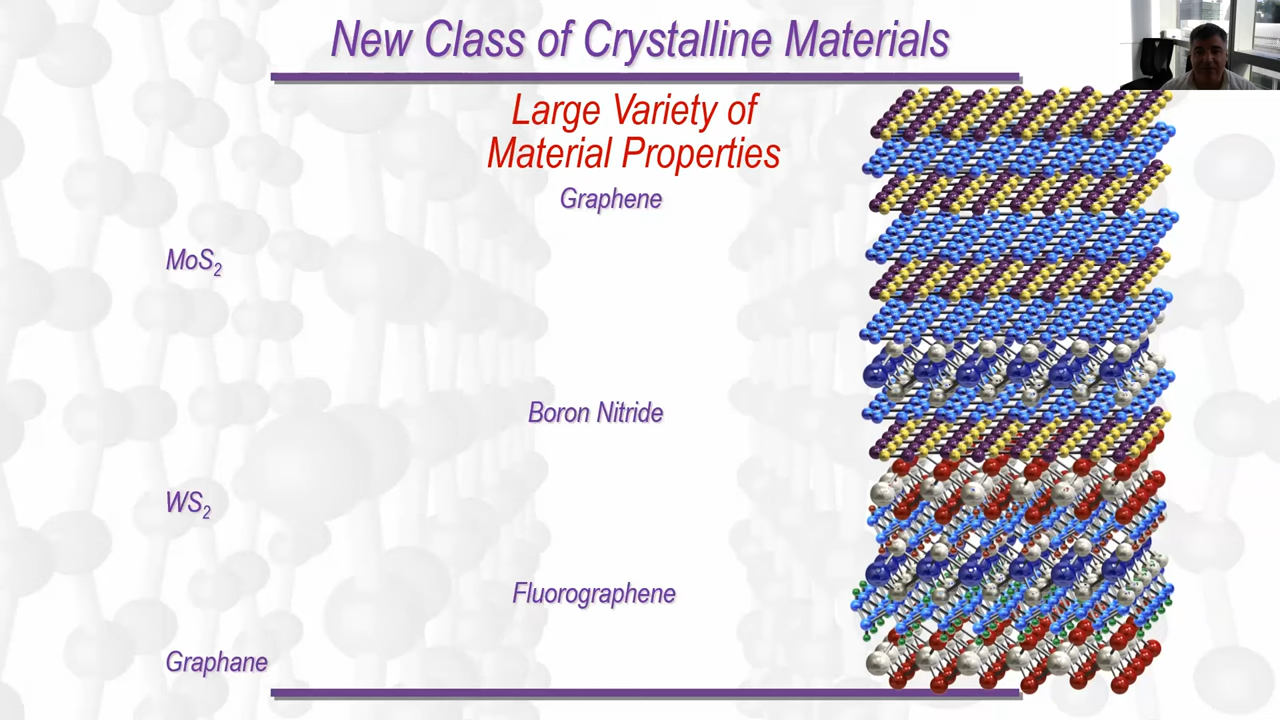 New Class of Crystalline Materials
Large Variety of
Material Properties
Graphene
MoS₂
Boron Nitride
WS₂
Fluorographene
Graphane